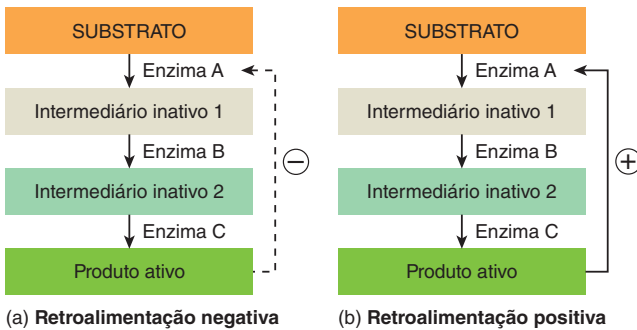 SUBSTRATO
Enzima A
Intermediário inativo 1
Enzima B
Intermediário inativo 2
Enzima C
Produto ativo
−
(a) Retroalimentação negativa
SUBSTRATO
Enzima A
Intermediário inativo 1
Enzima B
Intermediário inativo 2
Enzima C
Produto ativo
+
(b) Retroalimentação positiva